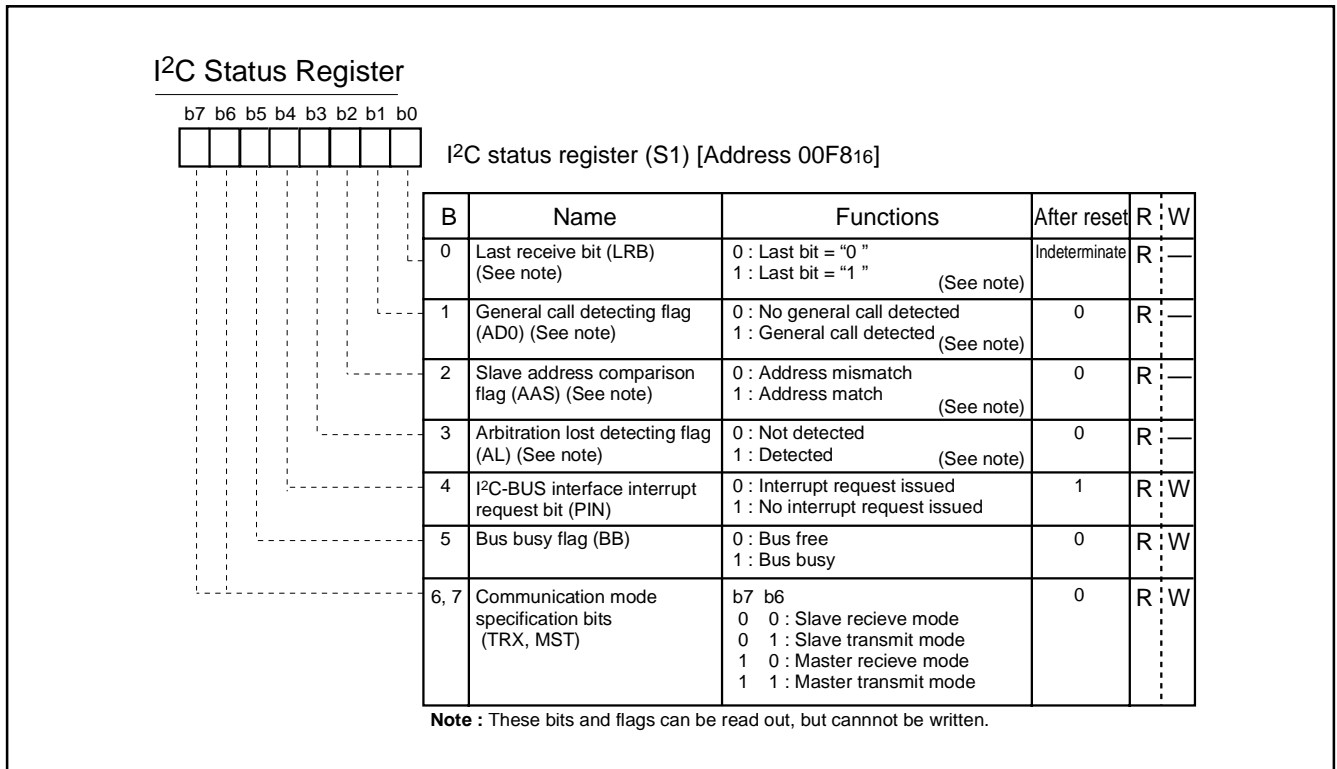 I2C Status Register
b7 b6 b5 b4 b3 b2 b1 b0
I2C status register (S1) [Address 00F816]
B Name Functions After reset R W
0 Last receive bit (LRB) 0 : Last bit = “0 ” Indeterminate R —
(See note) 1 : Last bit = “1 ”
(See note)
1 General call detecting flag 0 : No general call detected 0 R —
(AD0) (See note) 1 : General call detected (See note)
2 Slave address comparison 0 : Address mismatch 0 R —
flag (AAS) (See note) 1 : Address match
(See note)
3 Arbitration lost detecting flag 0 : Not detected 0 R —
(AL) (See note) 1 : Detected (See note)
4 I2C-BUS interface interrupt 0 : Interrupt request issued 1 R W
request bit (PIN) 1 : No interrupt request issued
5 Bus busy flag (BB) 0 : Bus free 0 R W
1 : Bus busy
6, 7 Communication mode b7 b6 0 R W
specification bits 0 0 : Slave recieve mode
(TRX, MST) 0 1 : Slave transmit mode
1 0 : Master recieve mode
1 1 : Master transmit mode
Note : These bits and flags can be read out, but cannnot be written.